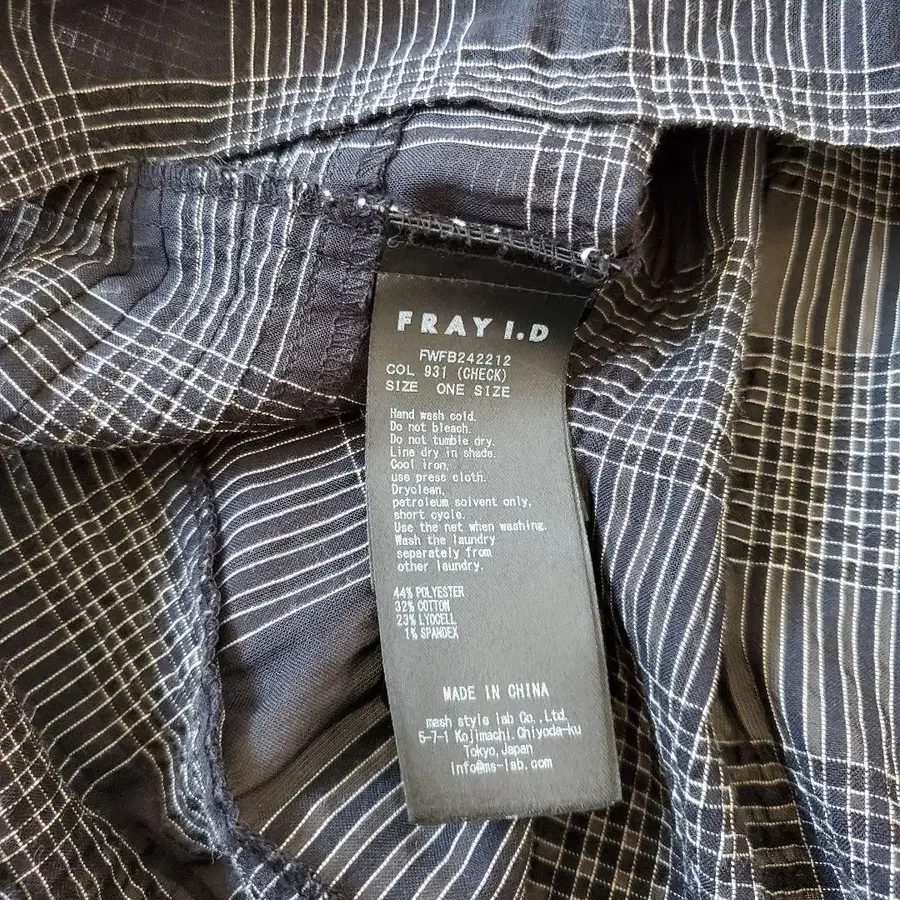 FRAY I.D
FWFB242212
COL 931 (CHECK)
SIZE ONE SIZE
Hand wash cold.
Do not bleach.
Do not tumble dry.
Line dry in shade.
Cool iron,
use press cloth.
Dryclean,
petroleum solvent only,
short cycle.
Use the net when washing.
Wash the laundry
separately from
other laundry.
44% POLYESTER
32% COTTON
23% LYOCELL
1% SPANDEX
MADE IN CHINA
mash style lab Co.,Ltd.
5-7-1 Kojimachi,Chiyoda-ku
Tokyo,Japan
info@ms-lab.com